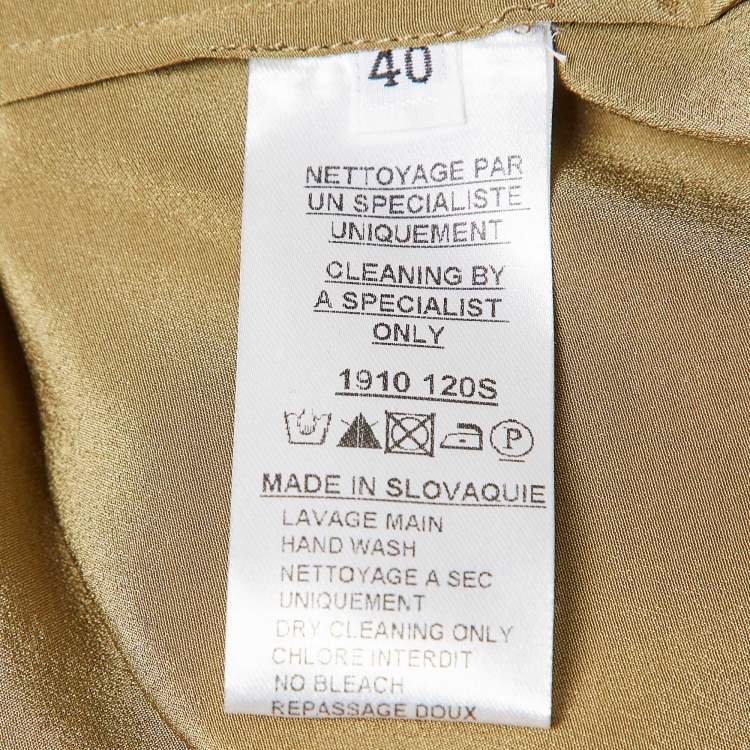 40
NETTOYAGE PAR
UN SPECIALISTE
UNIQUEMENT
CLEANING BY
A SPECIALIST
ONLY
1910 120S
P
MADE IN SLOVAQUIE
LAVAGE MAIN
HAND WASH
NETTOYAGE A SEC
UNIQUEMENT
DRY CLEANING ONLY
CHLORE INTERDIT
NO BLEACH
REPASSAGE DOUX